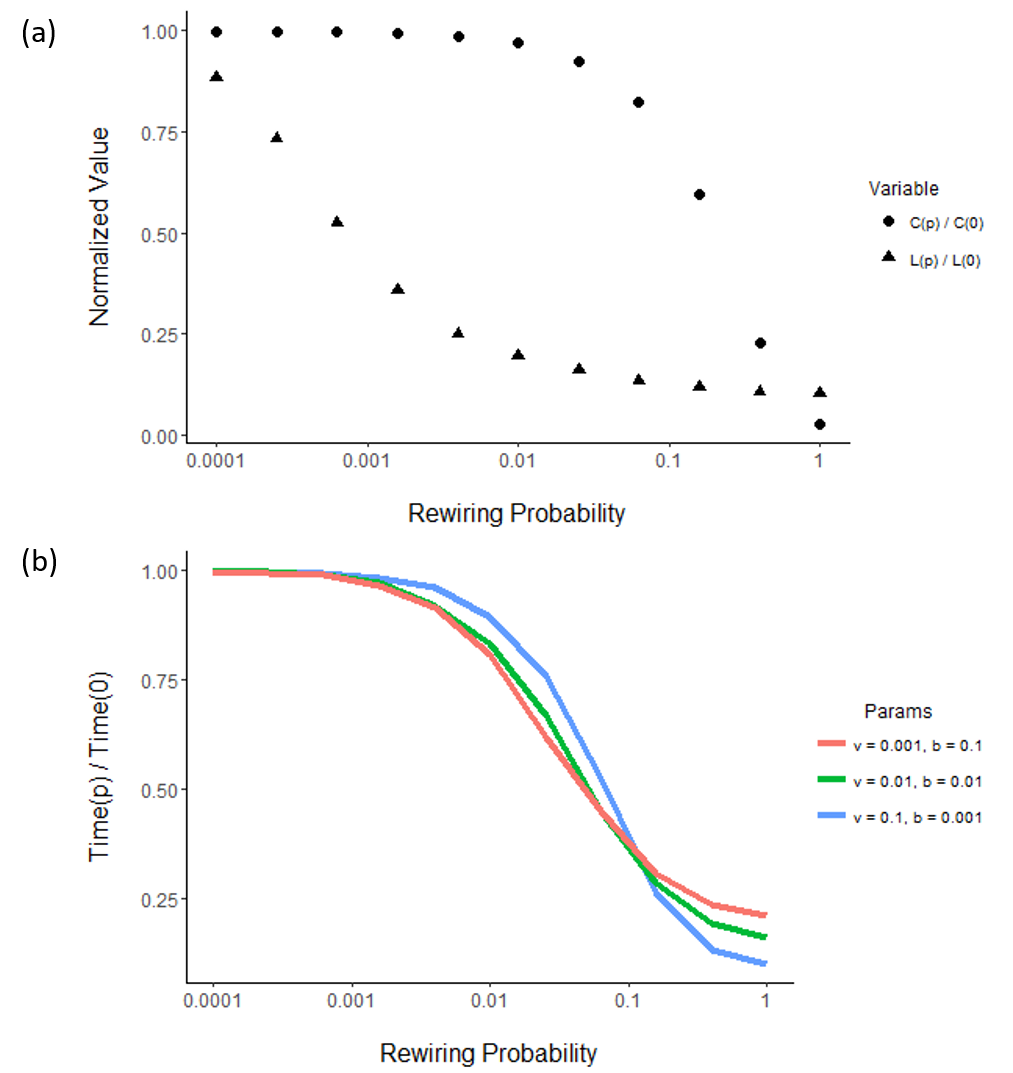 (a)
Normalized Value
1.00
0.75
0.50
0.25
0.00
0.0001 0.001 0.01 0.1 1
Rewiring Probability
Variable
C(p) / C(0)
L(p) / L(0)
(b)
Time(p) / Time(0)
1.00
0.75
0.50
0.25
0.0001 0.001 0.01 0.1 1
Rewiring Probability
Params
v = 0.001, b = 0.1
v = 0.01, b = 0.01
v = 0.1, b = 0.001